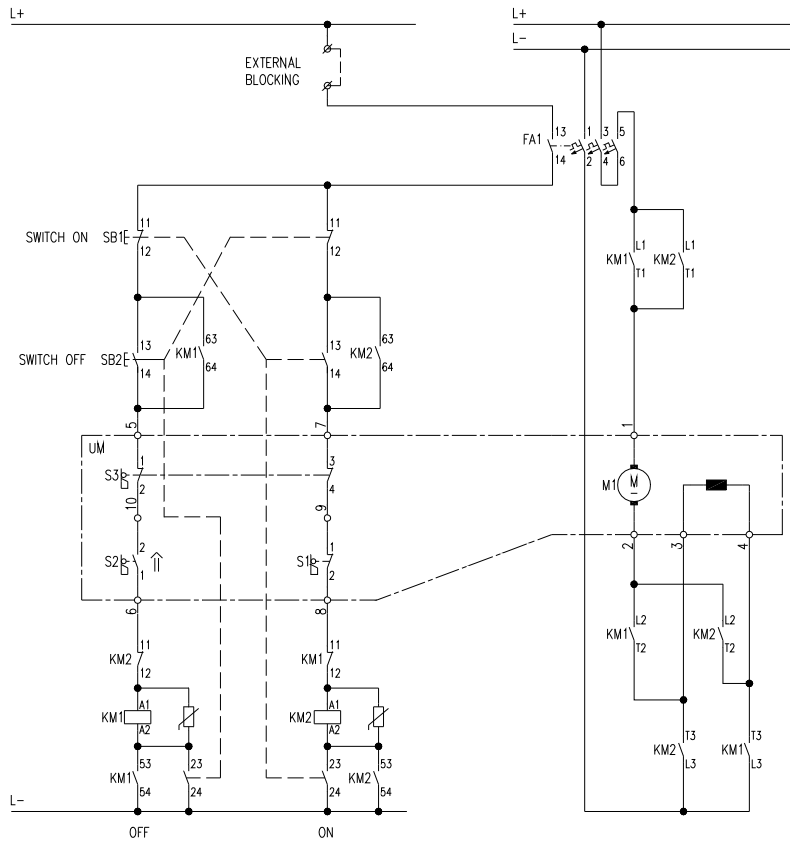 L+
L+
L-
EXTERNAL
BLOCKING
FA1
13
1
3
5
14
2
4
6
SWITCH ON
SB1
11
12
11
12
KM1
L1
T1
KM2
L1
T1
SWITCH OFF
SB2
13
14
KM1
63
64
13
14
KM2
63
64
5
7
1
UM
S3
1
2
3
4
M1
M
10
9
S2
2
1
S1
1
2
2
3
4
6
8
KM1
L2
T2
KM2
L2
T2
KM2
11
12
KM1
11
12
KM1
A1
A2
KM2
A1
A2
KM2
T3
L3
KM1
T3
L3
KM1
53
54
23
24
23
24
KM2
53
54
L-
OFF
ON